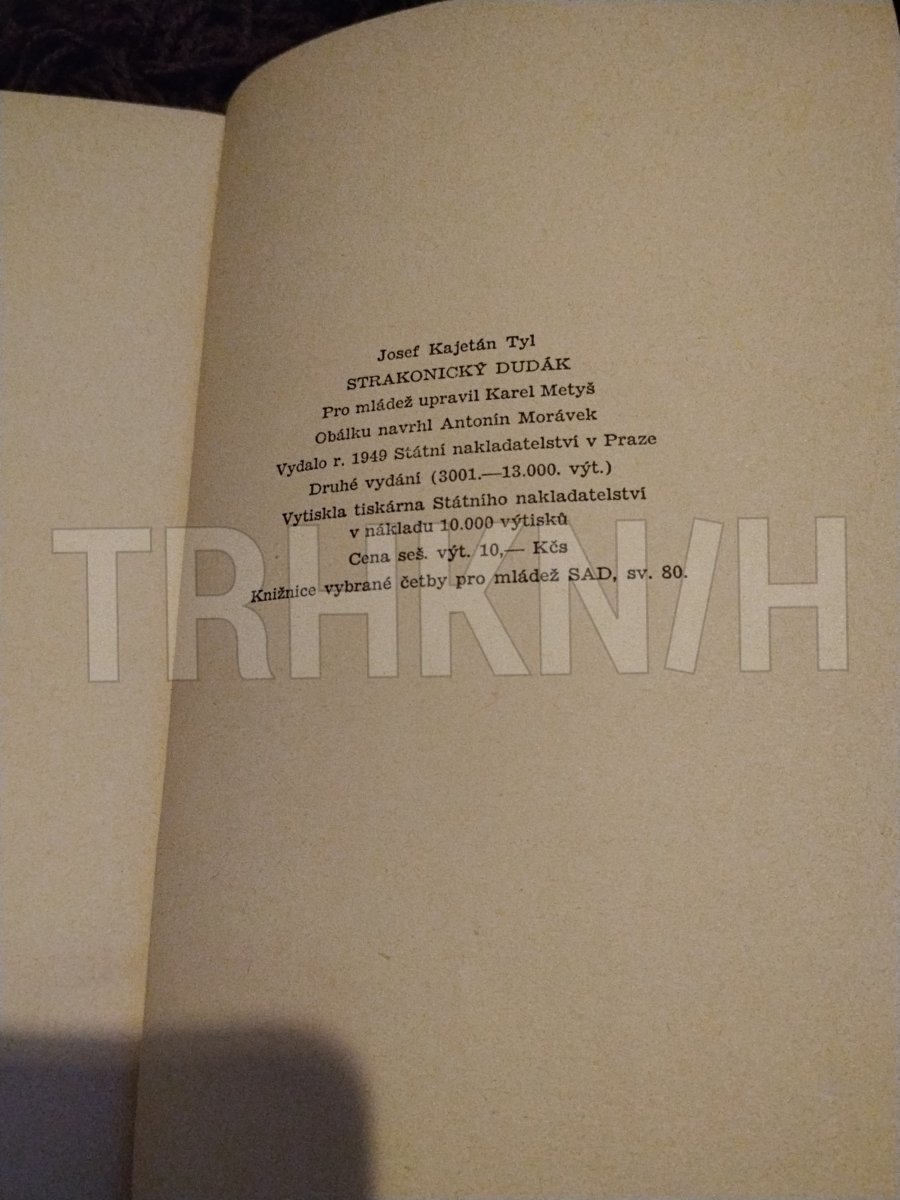 Josef Kajetán Tyl
STRAKONICKÝ DUDÁK
Pro mládež upravil Karel Metyš
Obálku navrhl Antonín Morávek
Vydalo r. 1949 Státní nakladatelství v Praze
Druhé vydání (3001.—13.000. výt.)
Vytiskla tiskárna Státního nakladatelství
v nákladu 10.000 výtisků
Cena seš. výt. 10,— Kčs
Knižnice vybrané četby pro mládež SAD, sv. 80.
TRHKN/H